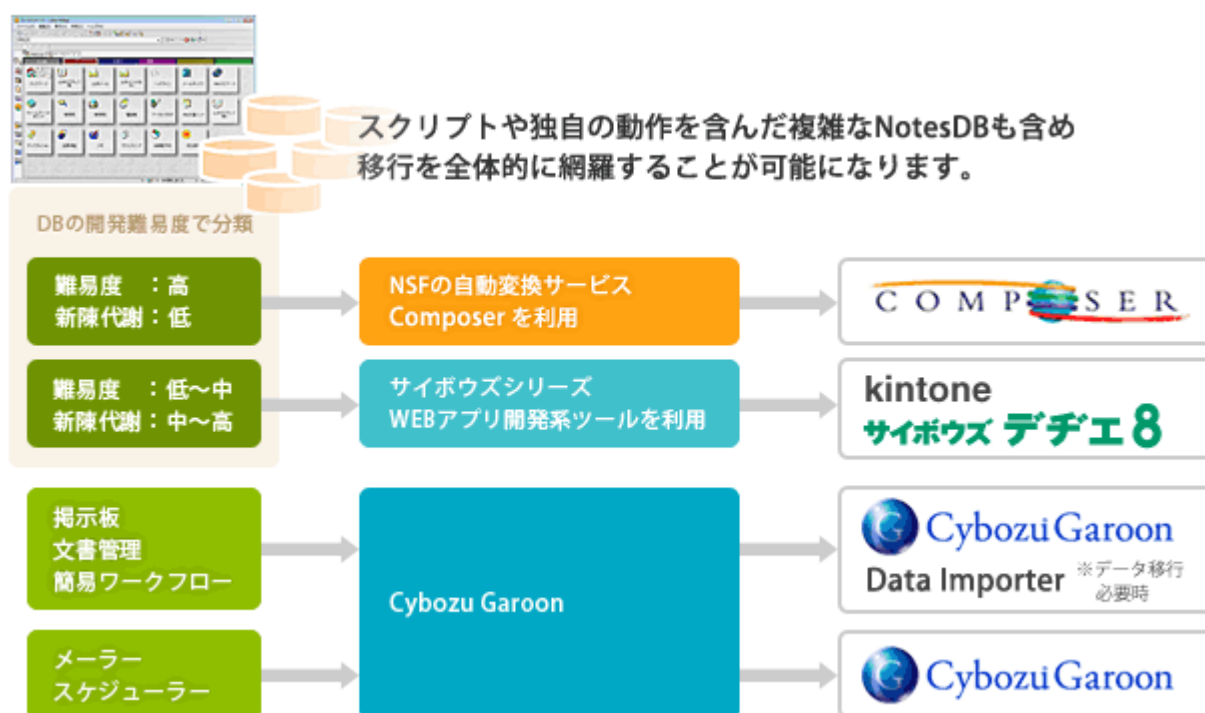 スクリプトや独自の動作を含んだ複雑なNotesDBも含め
移行を全体的に網羅することが可能になります。
DBの開発難易度で分類
難易度 :高
新陳代謝:低
NSFの自動変換サービス
Composer を利用
COMPOSER
難易度 :低~中
新陳代謝:中~高
サイボウズシリーズ
WEBアプリ開発系ツールを利用
kintone
サイボウズ デヂエ8
掲示板
文書管理
簡易ワークフロー
Cybozu Garoon
Cybozu Garoon
Data Importer ※データ移行
必要時
メーラー
スケジューラー
Cybozu Garoon